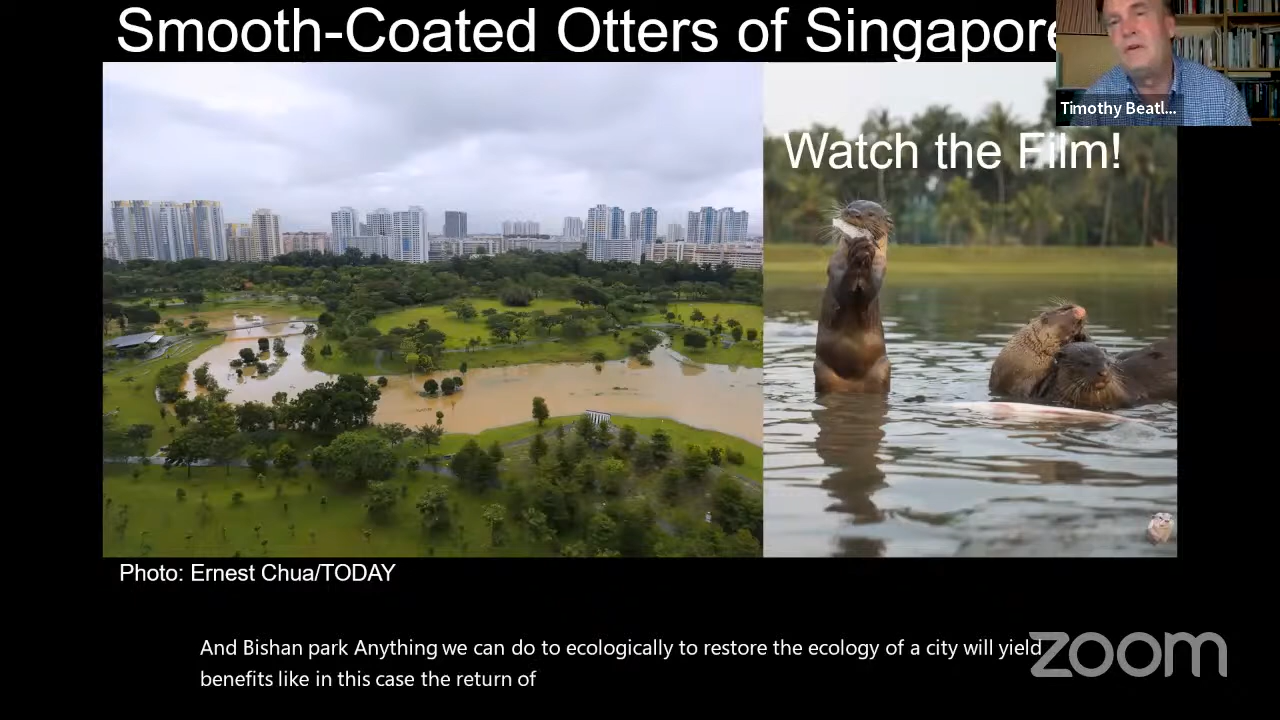 Smooth-Coated Otters of Singapore
Timothy Beatl...
Watch the Film!
Photo: Ernest Chua/TODAY
And Bishan park Anything we can do to ecologically to restore the ecology of a city will yield
benefits like in this case the return of
zoom